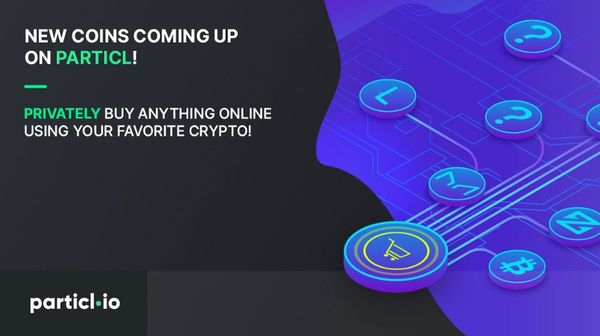 NEW COINS COMING UP
ON PARTICL!
PRIVATELY BUY ANYTHING ONLINE
USING YOUR FAVORITE CRYPTO!
particl.io